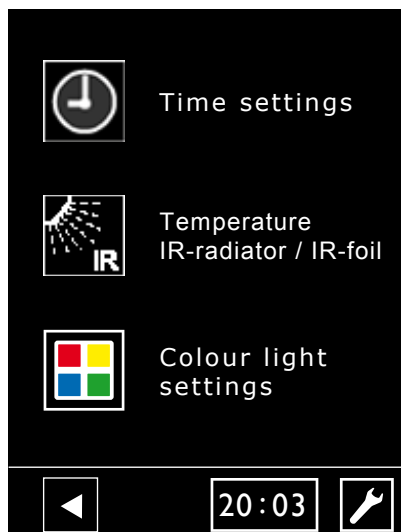 Time settings
IR
Temperature
IR-radiator / IR-foil
Colour light
settings
20:03